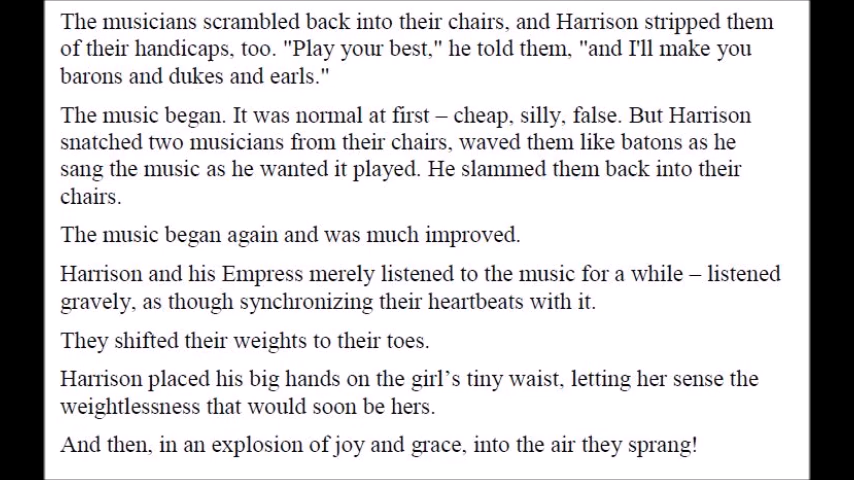 The musicians scrambled back into their chairs, and Harrison stripped them
of their handicaps, too. "Play your best," he told them, "and I'll make you
barons and dukes and earls."
The music began. It was normal at first – cheap, silly, false. But Harrison
snatched two musicians from their chairs, waved them like batons as he
sang the music as he wanted it played. He slammed them back into their
chairs.
The music began again and was much improved.
Harrison and his Empress merely listened to the music for a while – listened
gravely, as though synchronizing their heartbeats with it.
They shifted their weights to their toes.
Harrison placed his big hands on the girl’s tiny waist, letting her sense the
weightlessness that would soon be hers.
And then, in an explosion of joy and grace, into the air they sprang!